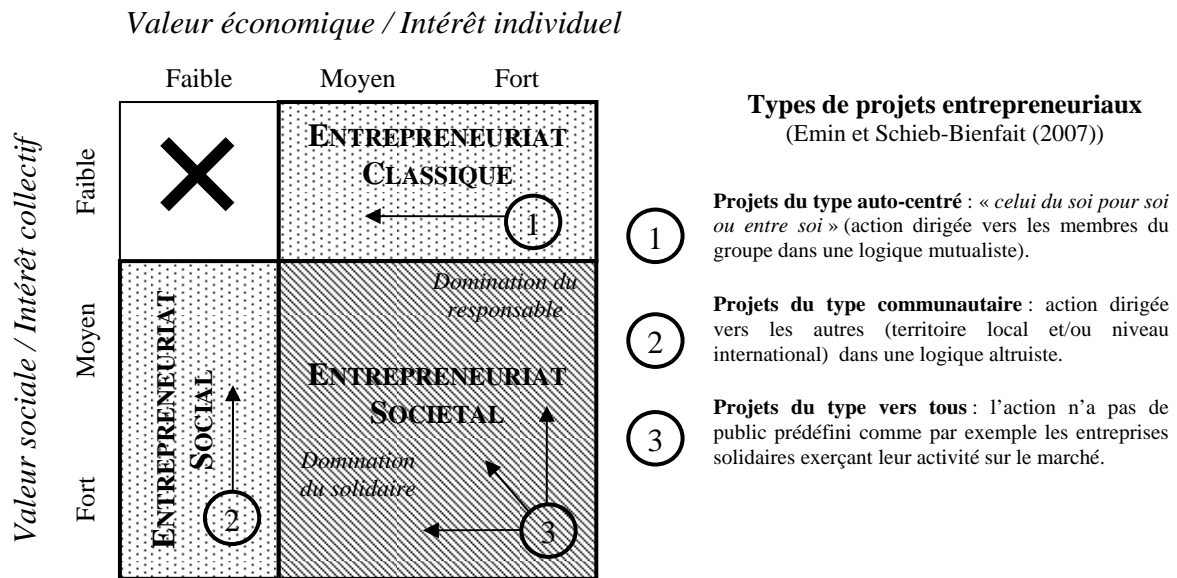 Valeur économique / Intérêt individuel
Faible Moyen Fort
Valeur sociale / Intérêt collectif
Faible
Moyen
Fort
ENTREPRENEURIAT
CLASSIQUE
1
Domination du
responsable
ENTREPRENEURIAT
SOCIAL
2
ENTREPRENEURIAT
SOCIETAL
Domination
du solidaire
3
Types de projets entrepreneuriaux
(Emin et Schieb-Bienfait (2007))
1
Projets du type auto-centré : « celui du soi pour soi
ou entre soi » (action dirigée vers les membres du
groupe dans une logique mutualiste).
2
Projets du type communautaire : action dirigée
vers les autres (territoire local et/ou niveau
international) dans une logique altruiste.
3
Projets du type vers tous : l'action n'a pas de
public prédéfini comme par exemple les entreprises
solidaires exerçant leur activité sur le marché.